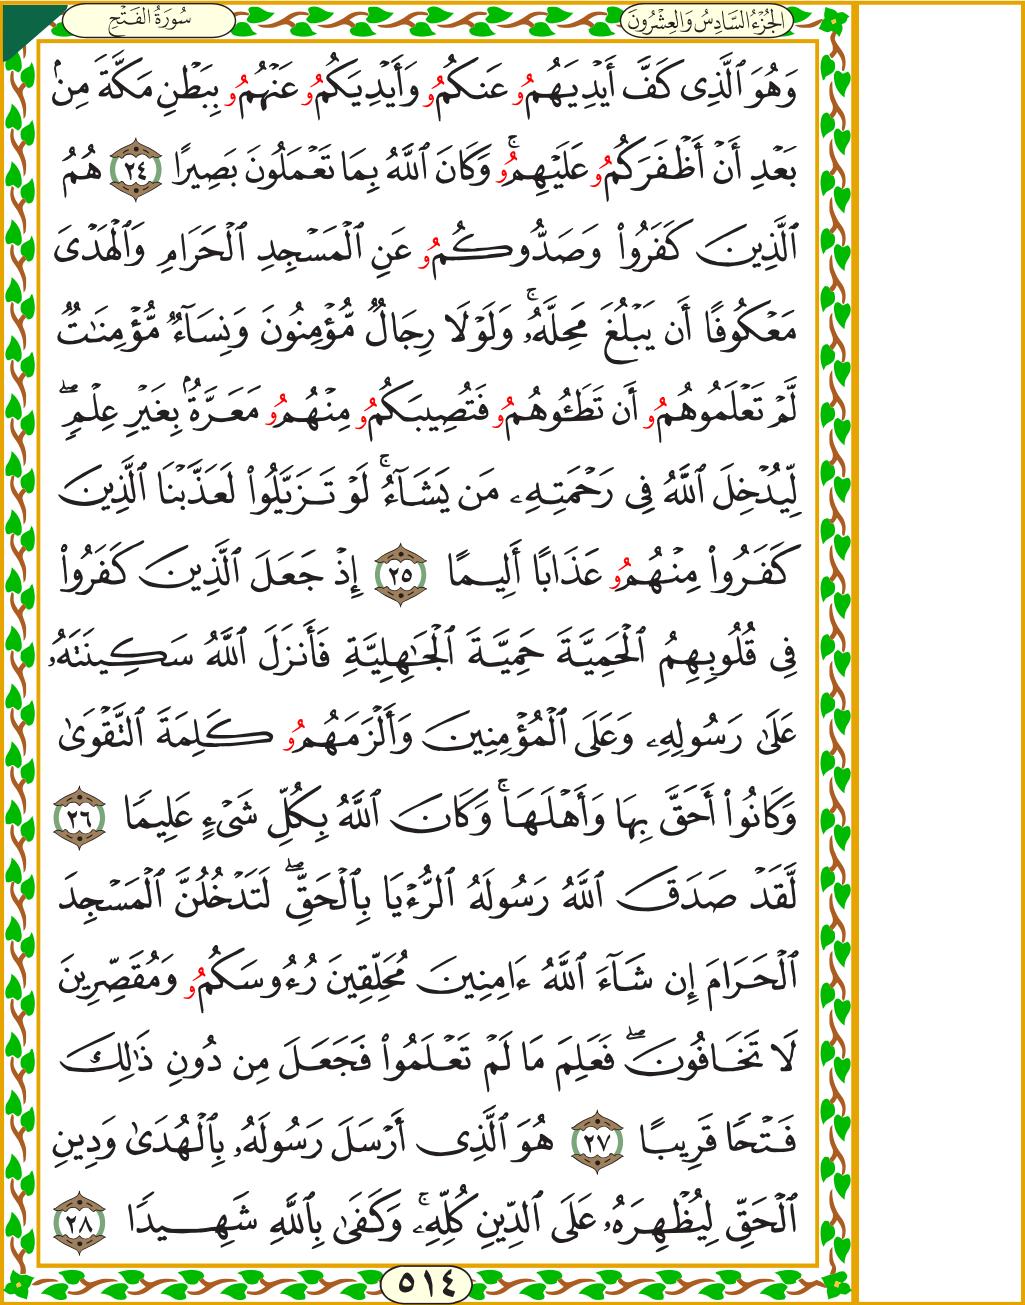 الجُزْءُ السَّادِسُ وَالعِشْرُونَ
سُورَةُ الفَتْحِ
وَهُوَ ٱلَّذِى كَفَّ أَيْدِيَهُمُو عَنكُمُو وَأَيْدِيَكُمُو عَنْهُمُو بِبَطْنِ مَكَّةَ مِنۢ
بَعْدِ أَنْ أَظْفَرَكُمُو عَلَيْهِمُوۚ وَكَانَ ٱللَّهُ بِمَا تَعْمَلُونَ بَصِيرًا ٢٤ هُمُ
ٱلَّذِينَ كَفَرُوا۟ وَصَدُّوكُمُو عَنِ ٱلْمَسْجِدِ ٱلْحَرَامِ وَٱلْهَدْىَ
مَعْكُوفًا أَن يَبْلُغَ مَحِلَّهُۥۚ وَلَوْلَا رِجَالٌ مُّؤْمِنُونَ وَنِسَآءٌ مُّؤْمِنَٰتٌ
لَّمْ تَعْلَمُوهُمُو أَن تَطَـُٔوهُمُو فَتُصِيبَكُمُو مِنْهُمُو مَعَرَّةٌۢ بِغَيْرِ عِلْمٍۖ
لِّيُدْخِلَ ٱللَّهُ فِى رَحْمَتِهِۦ مَن يَشَآءُۚ لَوْ تَزَيَّلُوا۟ لَعَذَّبْنَا ٱلَّذِينَ
كَفَرُوا۟ مِنْهُمُو عَذَابًا أَلِيمًا ٢٥ إِذْ جَعَلَ ٱلَّذِينَ كَفَرُوا۟
فِى قُلُوبِهِمُ ٱلْحَمِيَّةَ حَمِيَّةَ ٱلْجَٰهِلِيَّةِ فَأَنزَلَ ٱللَّهُ سَكِينَتَهُۥ
عَلَىٰ رَسُولِهِۦ وَعَلَى ٱلْمُؤْمِنِينَ وَأَلْزَمَهُمُو كَلِمَةَ ٱلتَّقْوَىٰ
وَكَانُوٓا۟ أَحَقَّ بِهَا وَأَهْلَهَاۚ وَكَانَ ٱللَّهُ بِكُلِّ شَىْءٍ عَلِيمًا ٢٦
لَّقَدْ صَدَقَ ٱللَّهُ رَسُولَهُ ٱلرُّءْيَا بِٱلْحَقِّۖ لَتَدْخُلُنَّ ٱلْمَسْجِدَ
ٱلْحَرَامَ إِن شَآءَ ٱللَّهُ ءَامِنِينَ مُحَلِّقِينَ رُءُوسَكُمُو وَمُقَصِّرِينَ
لَا تَخَافُونَۖ فَعَلِمَ مَا لَمْ تَعْلَمُوا۟ فَجَعَلَ مِن دُونِ ذَٰلِكَ
فَتْحًا قَرِيبًا ٢٧ هُوَ ٱلَّذِى أَرْسَلَ رَسُولَهُۥ بِٱلْهُدَىٰ وَدِينِ
ٱلْحَقِّ لِيُظْهِرَهُۥ عَلَى ٱلدِّينِ كُلِّهِۦۚ وَكَفَىٰ بِٱللَّهِ شَهِيدًا ٢٨
٥١٤